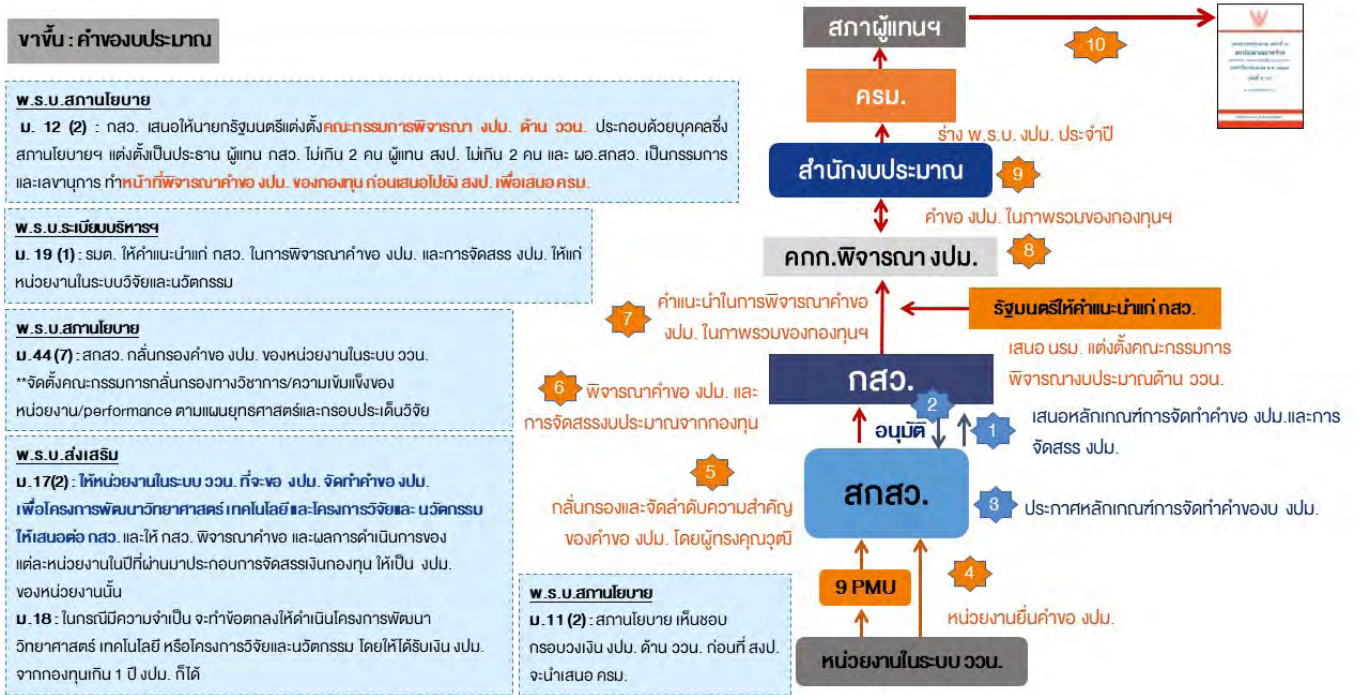 ขาขึ้น : คำของบประมาณ
พ.ร.บ.สภานโยบาย
ม. 12 (2) : กสว. เสนอให้นายกรัฐมนตรีแต่งตั้งคณะกรรมการพิจารณา งปม. ด้าน ววน. ประกอบด้วยบุคคลซึ่ง
สภานโยบายฯ แต่งตั้งเป็นประธาน ผู้แทน กสว. ไม่เกิน 2 คน ผู้แทน สงป. ไม่เกิน 2 คน และ ผอ.สกสว. เป็นกรรมการ
และเลขานุการ ทำหน้าที่พิจารณาคำขอ งปม. ของกองทุน ก่อนเสนอไปยัง สงป. เพื่อเสนอ ครม.
พ.ร.บ.ระเบียบบริหารฯ
ม. 19 (1) : รมต. ให้คำแนะนำแก่ กสว. ในการพิจารณาคำขอ งปม. และการจัดสรร งปม. ให้แก่
หน่วยงานในระบบวิจัยและนวัตกรรม
พ.ร.บ.สภานโยบาย
ม.44 (7) : สกสว. กลั่นกรองคำขอ งปม. ของหน่วยงานในระบบ ววน.
**จัดตั้งคณะกรรมการกลั่นกรองทางวิชาการ/ความเข้มแข็งของ
หน่วยงาน/performance ตามแผนยุทธศาสตร์และกรอบประเด็นวิจัย
พ.ร.บ.ส่งเสริม
ม.17(2) : ให้หน่วยงานในระบบ ววน. ที่จะขอ งปม. จัดทำคำขอ งปม.
เพื่อโครงการพัฒนาวิทยาศาสตร์ เทคโนโลยี และโครงการวิจัยและ นวัตกรรม
ให้เสนอต่อ กสว. และให้ กสว. พิจารณาคำขอ และผลการดำเนินการของ
แต่ละหน่วยงานในปีที่ผ่านมาประกอบการจัดสรรเงินกองทุน ให้เป็น งปม.
ของหน่วยงานนั้น
ม.18 : ในกรณีมีความจำเป็น จะทำข้อตกลงให้ดำเนินโครงการพัฒนา
วิทยาศาสตร์ เทคโนโลยี หรือโครงการวิจัยและนวัตกรรม โดยให้ได้รับเงิน งปม.
จากกองทุนเกิน 1 ปี งปม. ก็ได้
พ.ร.บ.สภานโยบาย
ม.11 (2) : สภานโยบาย เห็นชอบ
กรอบวงเงิน งปม. ด้าน ววน. ก่อนที่ สงป.
จะนำเสนอ ครม.
สภาผู้แทนฯ
10
ครม.
ร่าง พ.ร.บ. งปม. ประจำปี
สำนักงบประมาณ
9
คำขอ งปม. ในภาพรวมของกองทุนฯ
คกก.พิจารณา งปม.
8
7
คำแนะนำในการพิจารณาคำขอ
งปม. ในภาพรวมของกองทุนฯ
รัฐมนตรีให้คำแนะนำแก่ กสว.
เสนอ นรม. แต่งตั้งคณะกรรมการ
พิจารณางบประมาณด้าน ววน.
กสว.
6
พิจารณาคำขอ งปม. และ
การจัดสรรงบประมาณจากกองทุน
2
อนุมัติ
1
เสนอหลักเกณฑ์การจัดทำคำขอ งปม.และการ
จัดสรร งปม.
5
กลั่นกรองและจัดลำดับความสำคัญ
ของคำขอ งปม. โดยผู้ทรงคุณวุฒิ
สกสว.
3
ประกาศหลักเกณฑ์การจัดทำคำของบ งปม.
9 PMU
4
หน่วยงานยื่นคำขอ งปม.
หน่วยงานในระบบ ววน.